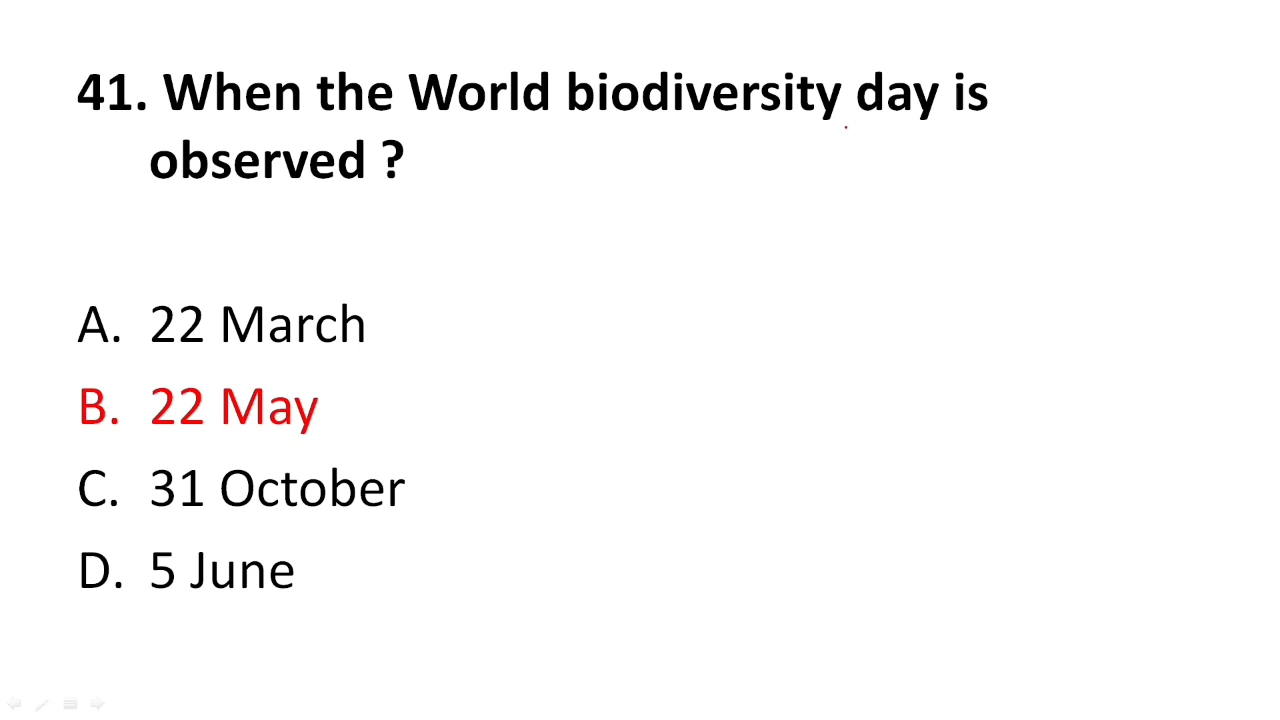 41. When the World biodiversity day is
observed ?
A. 22 March
B. 22 May
C. 31 October
D. 5 June